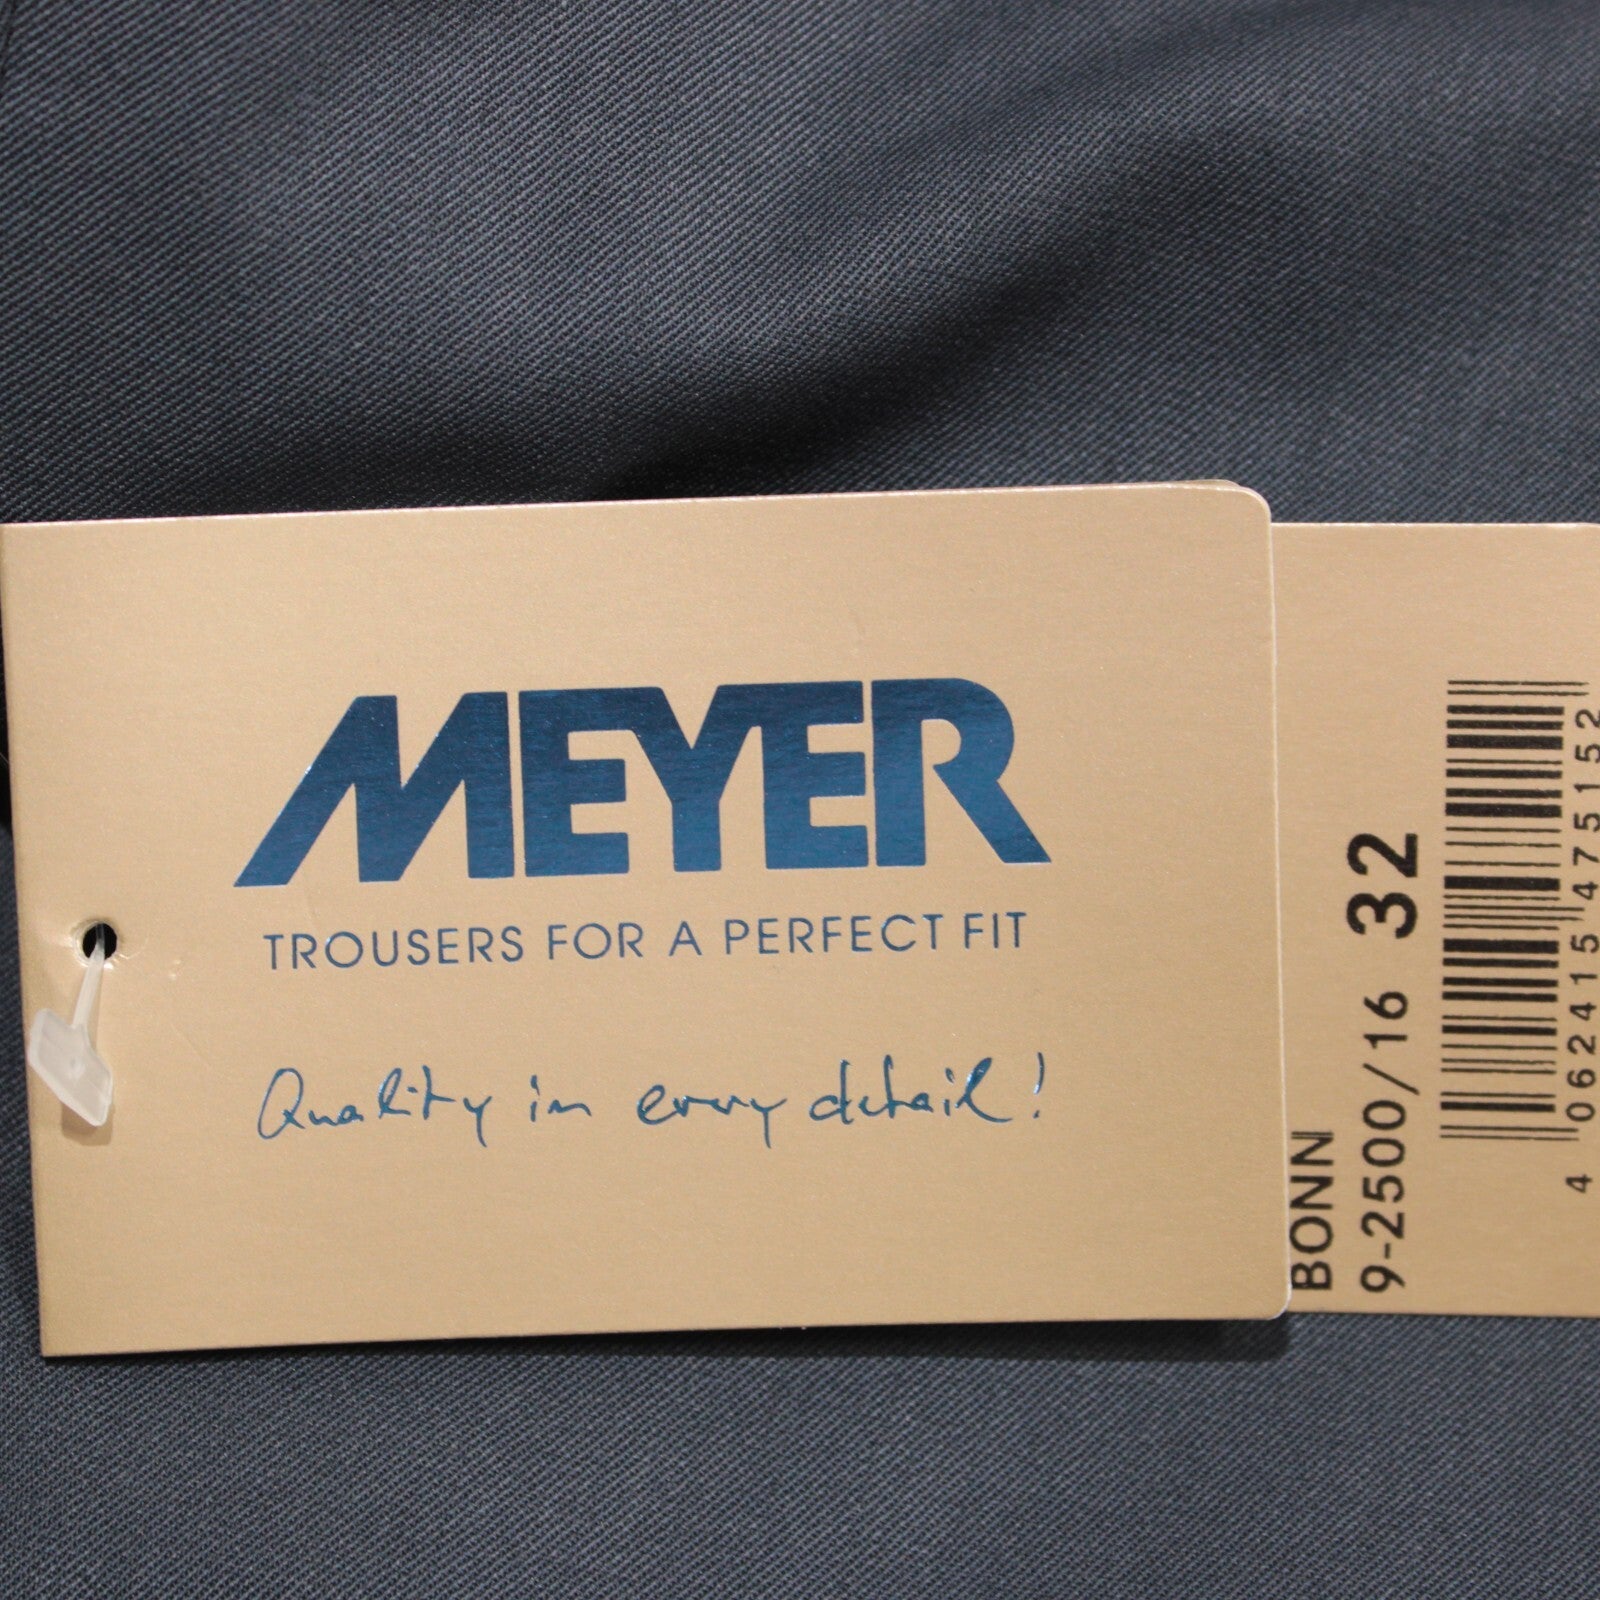 MEYER
TROUSERS FOR A PERFECT FIT
Quality in every detail!
BONN
9-2500/16 32
4 062415 475152